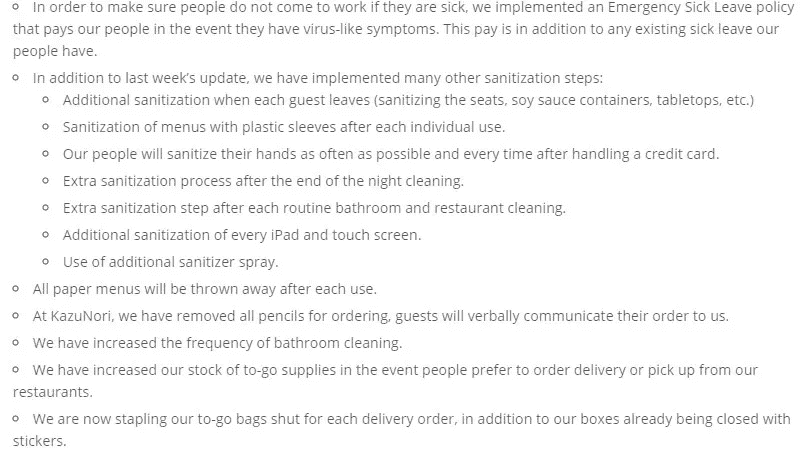 In order to make sure people do not come to work if they are sick, we implemented an Emergency Sick Leave policy
that pays our people in the event they have virus-like symptoms. This pay is in addition to any existing sick leave our
people have.
In addition to last week's update, we have implemented many other sanitization steps:
Additional sanitization when each guest leaves (sanitizing the seats, soy sauce containers, tabletops, etc.)
Sanitization of menus with plastic sleeves after each individual use.
Our people will sanitize their hands as often as possible and every time after handling a credit card.
Extra sanitization process after the end of the night cleaning.
Extra sanitization step after each routine bathroom and restaurant cleaning.
Additional sanitization of every iPad and touch screen.
Use of additional sanitizer spray.
All paper menus will be thrown away after each use.
At KazuNori, we have removed all pencils for ordering, guests will verbally communicate their order to us.
We have increased the frequency of bathroom cleaning.
We have increased our stock of to-go supplies in the event people prefer to order delivery or pick up from our
restaurants.
We are now stapling our to-go bags shut for each delivery order, in addition to our boxes already being closed with
stickers.